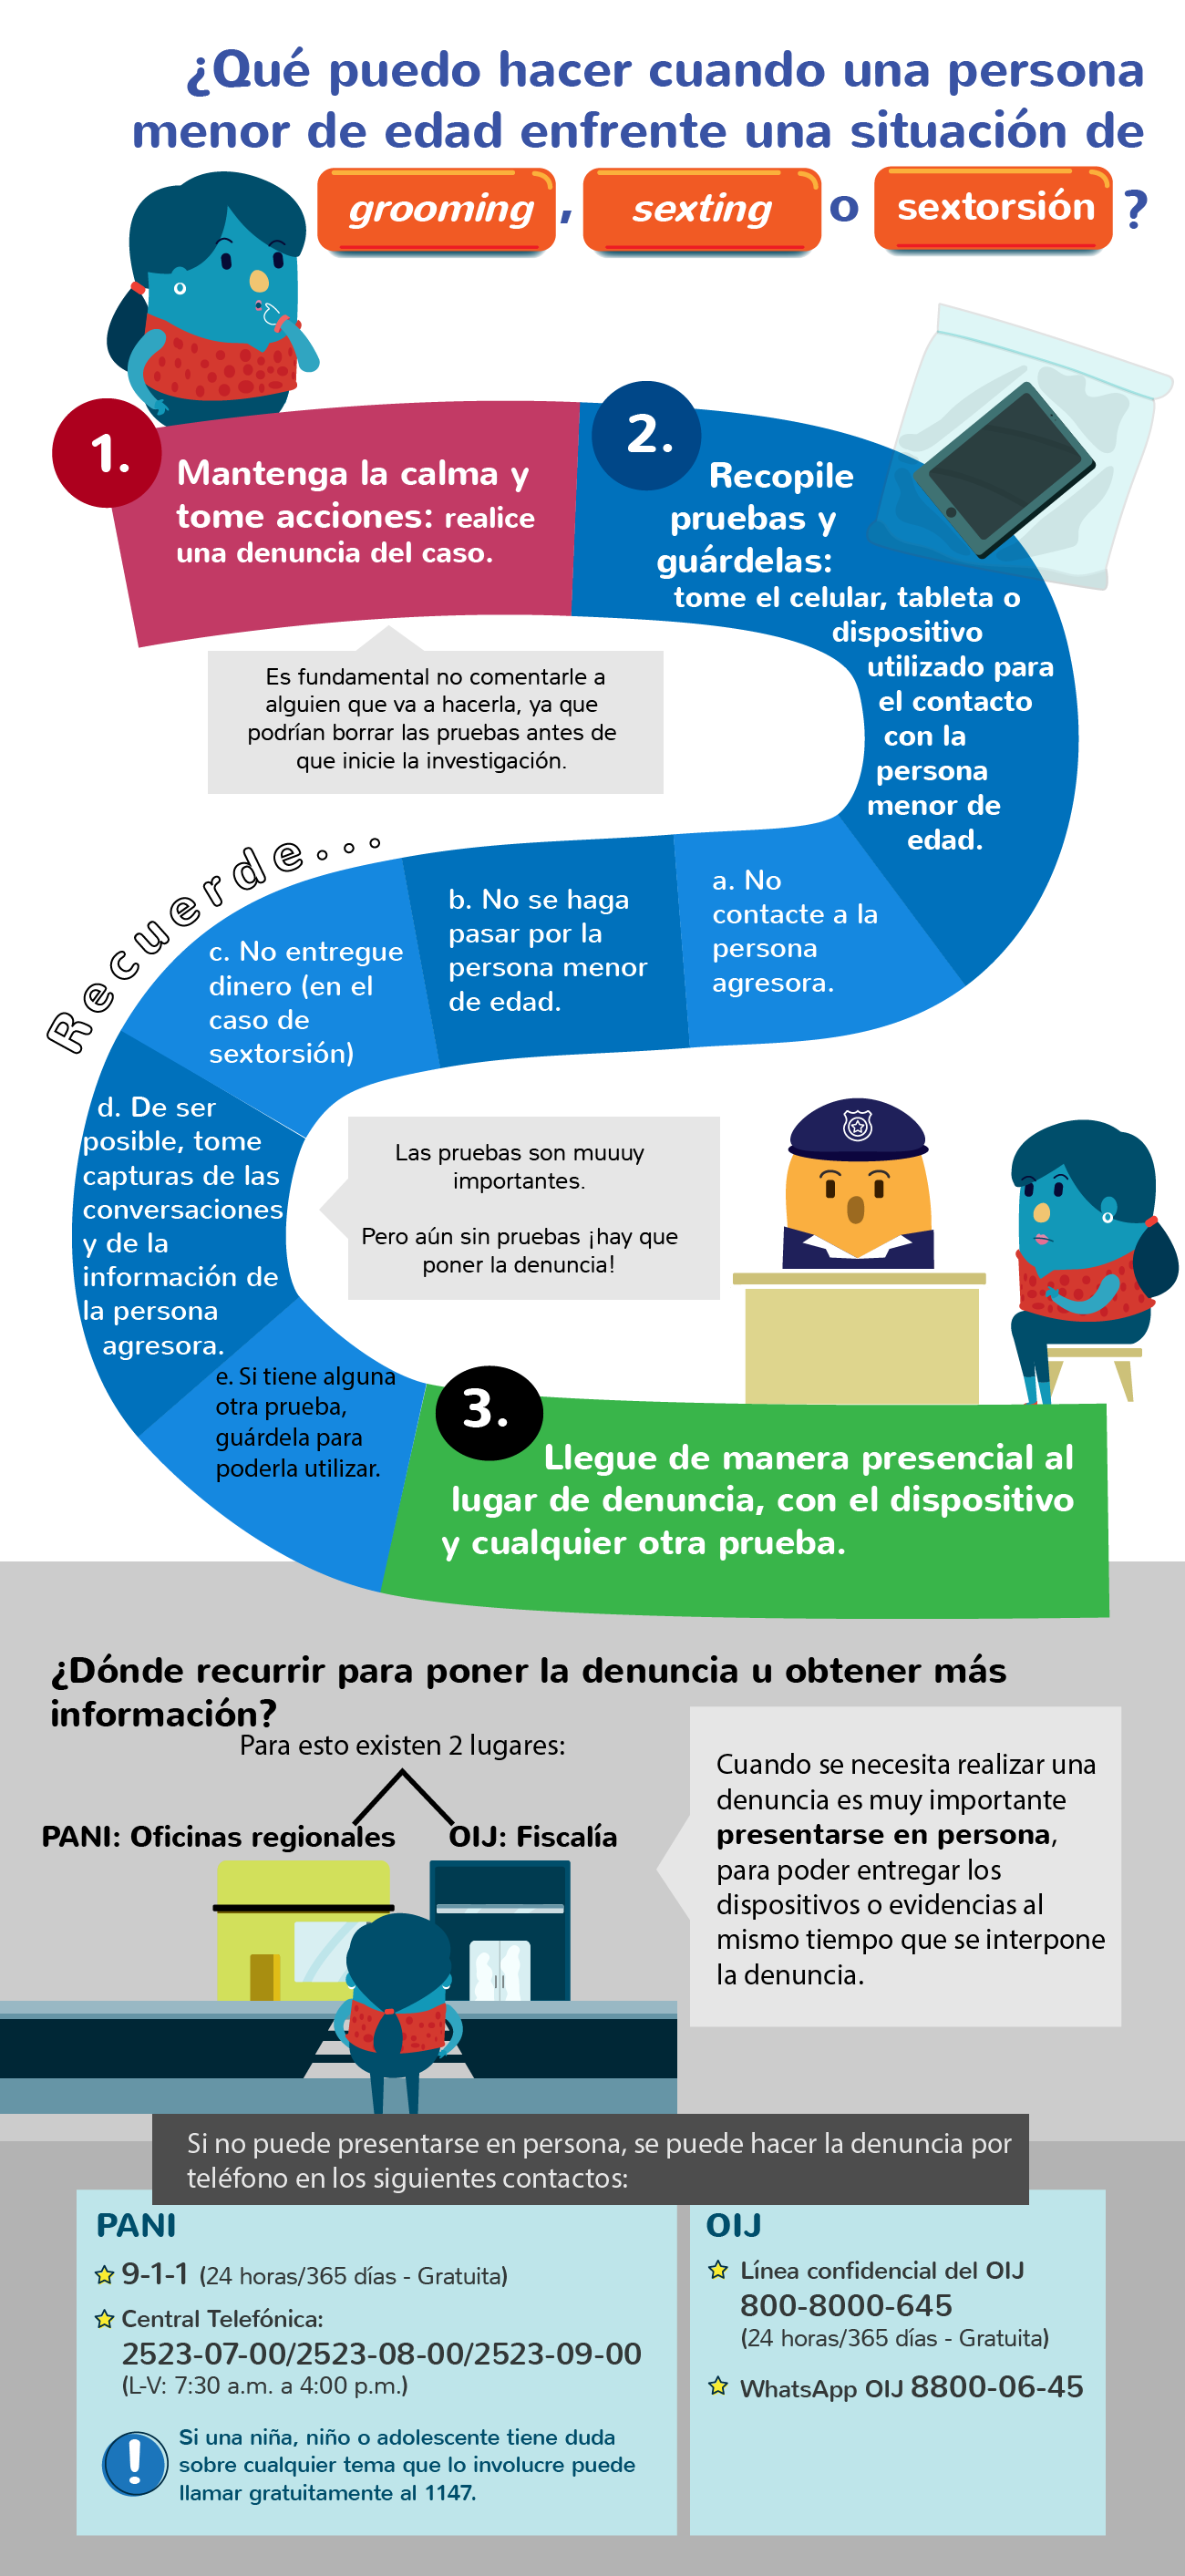 ¿Qué puedo hacer cuando una persona
menor de edad enfrente una situación de
grooming, sexting o sextorsión?
1.
Mantenga la calma y
tome acciones: realice
una denuncia del caso.
Es fundamental no comentarle a
alguien que va a hacerla, ya que
podrían borrar las pruebas antes de
que inicie la investigación.
2.
Recopile
pruebas y
guárdelas:
tome el celular, tableta o
dispositivo
utilizado para
el contacto
con la
persona
menor de
edad.
Recuerde...
a. No
contacte a la
persona
agresora.
b. No se haga
pasar por la
persona menor
de edad.
c. No entregue
dinero (en el
caso de
sextorsión)
d. De ser
posible, tome
capturas de las
conversaciones
y de la
información de
la persona
agresora.
Las pruebas son muuuy
importantes.
Pero aún sin pruebas ¡hay que
poner la denuncia!
e. Si tiene alguna
otra prueba,
guárdela para
poderla utilizar.
3.
Llegue de manera presencial al
lugar de denuncia, con el dispositivo
y cualquier otra prueba.
¿Dónde recurrir para poner la denuncia u obtener más
información?
Para esto existen 2 lugares:
PANI: Oficinas regionales
OIJ: Fiscalía
Cuando se necesita realizar una
denuncia es muy importante
presentarse en persona,
para poder entregar los
dispositivos o evidencias al
mismo tiempo que se interpone
la denuncia.
Si no puede presentarse en persona, se puede hacer la denuncia por
teléfono en los siguientes contactos:
PANI
9-1-1 (24 horas/365 días - Gratuita)
Central Telefónica:
2523-07-00/2523-08-00/2523-09-00
(L-V: 7:30 a.m. a 4:00 p.m.)
Si una niña, niño o adolescente tiene duda
sobre cualquier tema que lo involucre puede
llamar gratuitamente al 1147.
OIJ
Línea confidencial del OIJ
800-8000-645
(24 horas/365 días - Gratuita)
WhatsApp OIJ 8800-06-45